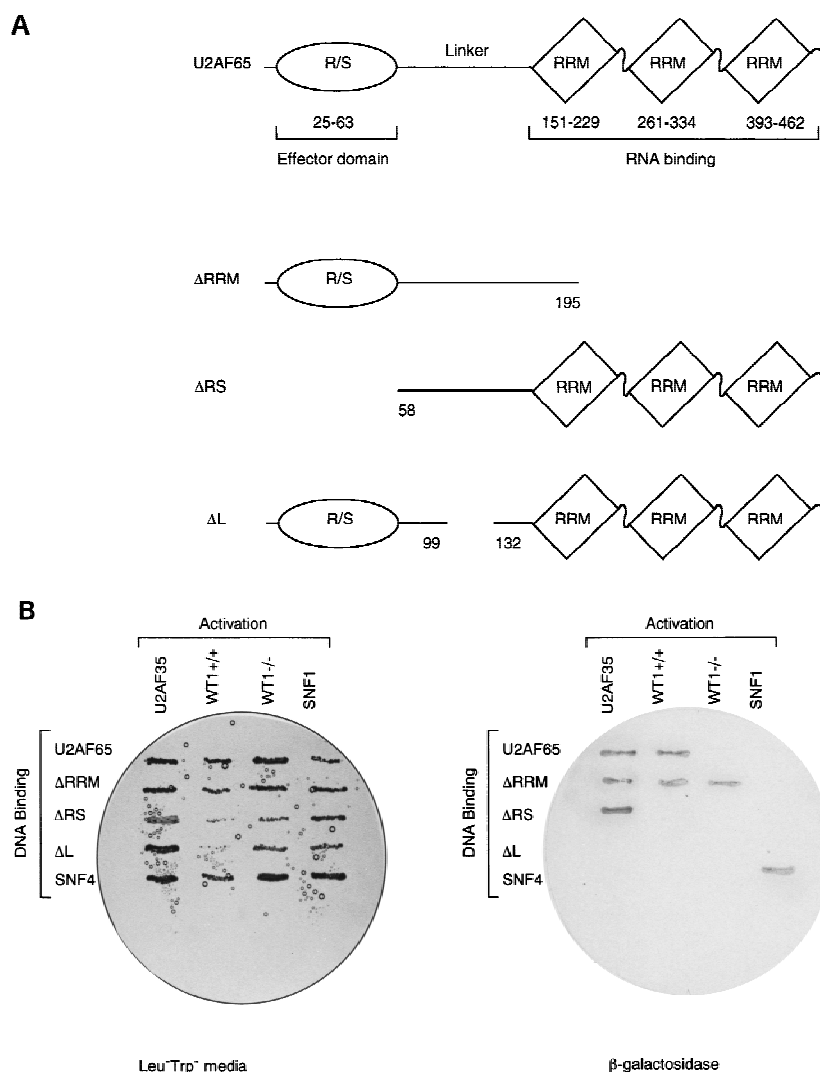 A
U2AF65
R/S
Linker
RRM
RRM
RRM
25-63
151-229
261-334
393-462
Effector domain
RNA binding
ΔRRM
R/S
195
ΔRS
58
RRM
RRM
RRM
ΔL
R/S
99
132
RRM
RRM
RRM
B
Activation
U2AF35
WT1+/+
WT1-/-
SNF1
DNA Binding
U2AF65
ΔRRM
ΔRS
ΔL
SNF4
Leu⁻Trp⁻ media
Activation
U2AF35
WT1+/+
WT1-/-
SNF1
DNA Binding
U2AF65
ΔRRM
ΔRS
ΔL
SNF4
β-galactosidase